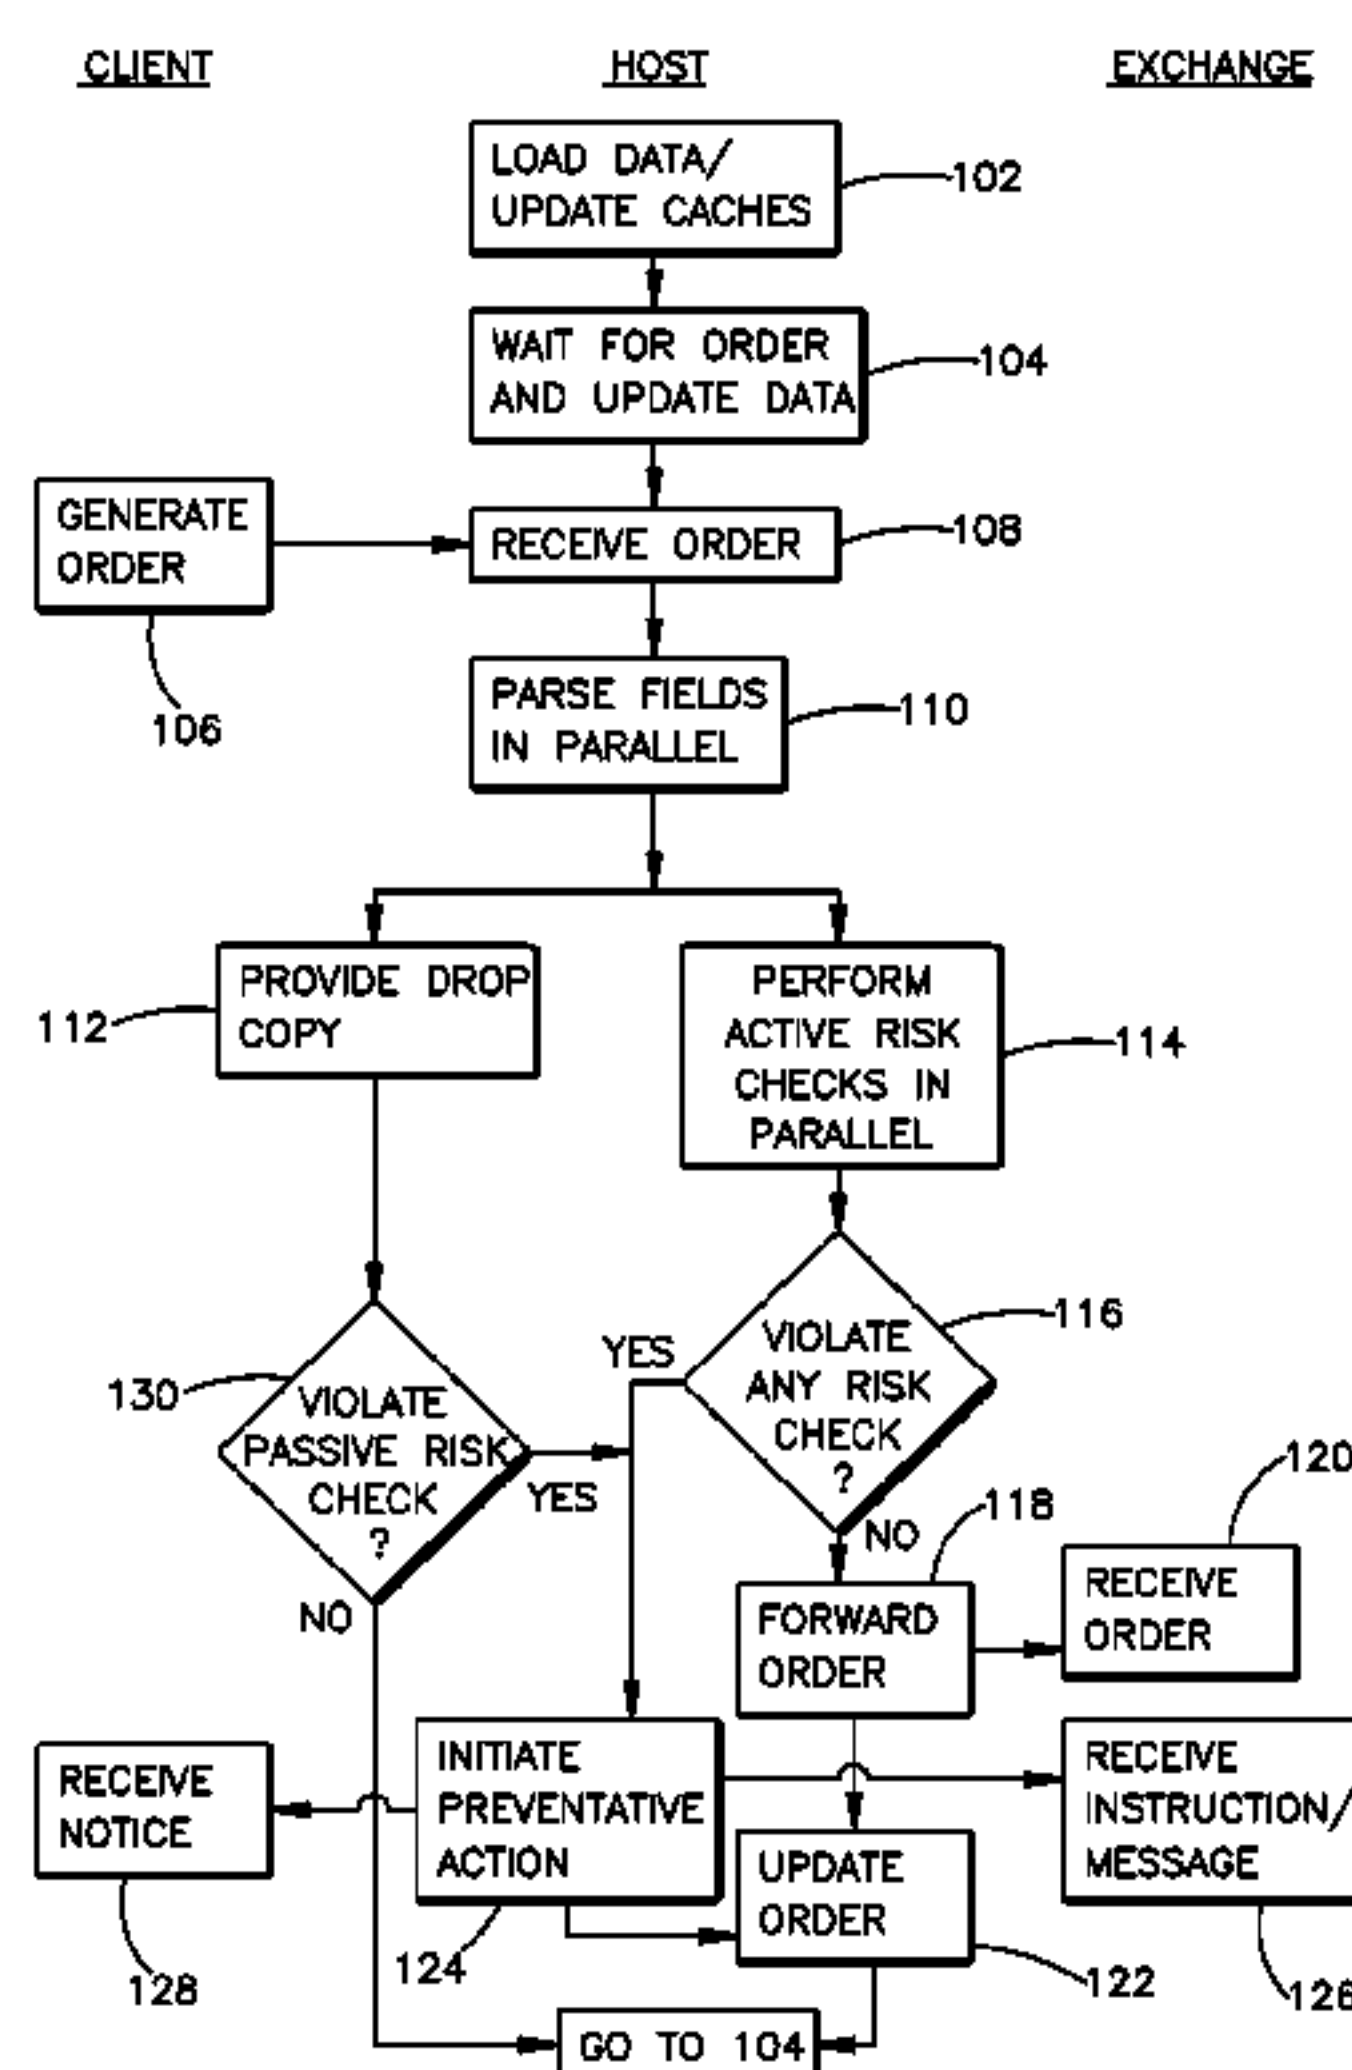 CLIENT
HOST
EXCHANGE
LOAD DATA/
UPDATE CACHES
102
WAIT FOR ORDER
AND UPDATE DATA
104
GENERATE
ORDER
106
RECEIVE ORDER
108
PARSE FIELDS
IN PARALLEL
110
PROVIDE DROP
COPY
112
PERFORM
ACTIVE RISK
CHECKS IN
PARALLEL
114
VIOLATE
ANY RISK
CHECK
?
116
YES
NO
130
VIOLATE
PASSIVE RISK
CHECK
?
YES
NO
118
FORWARD
ORDER
120
RECEIVE
ORDER
RECEIVE
NOTICE
128
INITIATE
PREVENTATIVE
ACTION
124
UPDATE
ORDER
122
RECEIVE
INSTRUCTION/
MESSAGE
126
GO TO 104